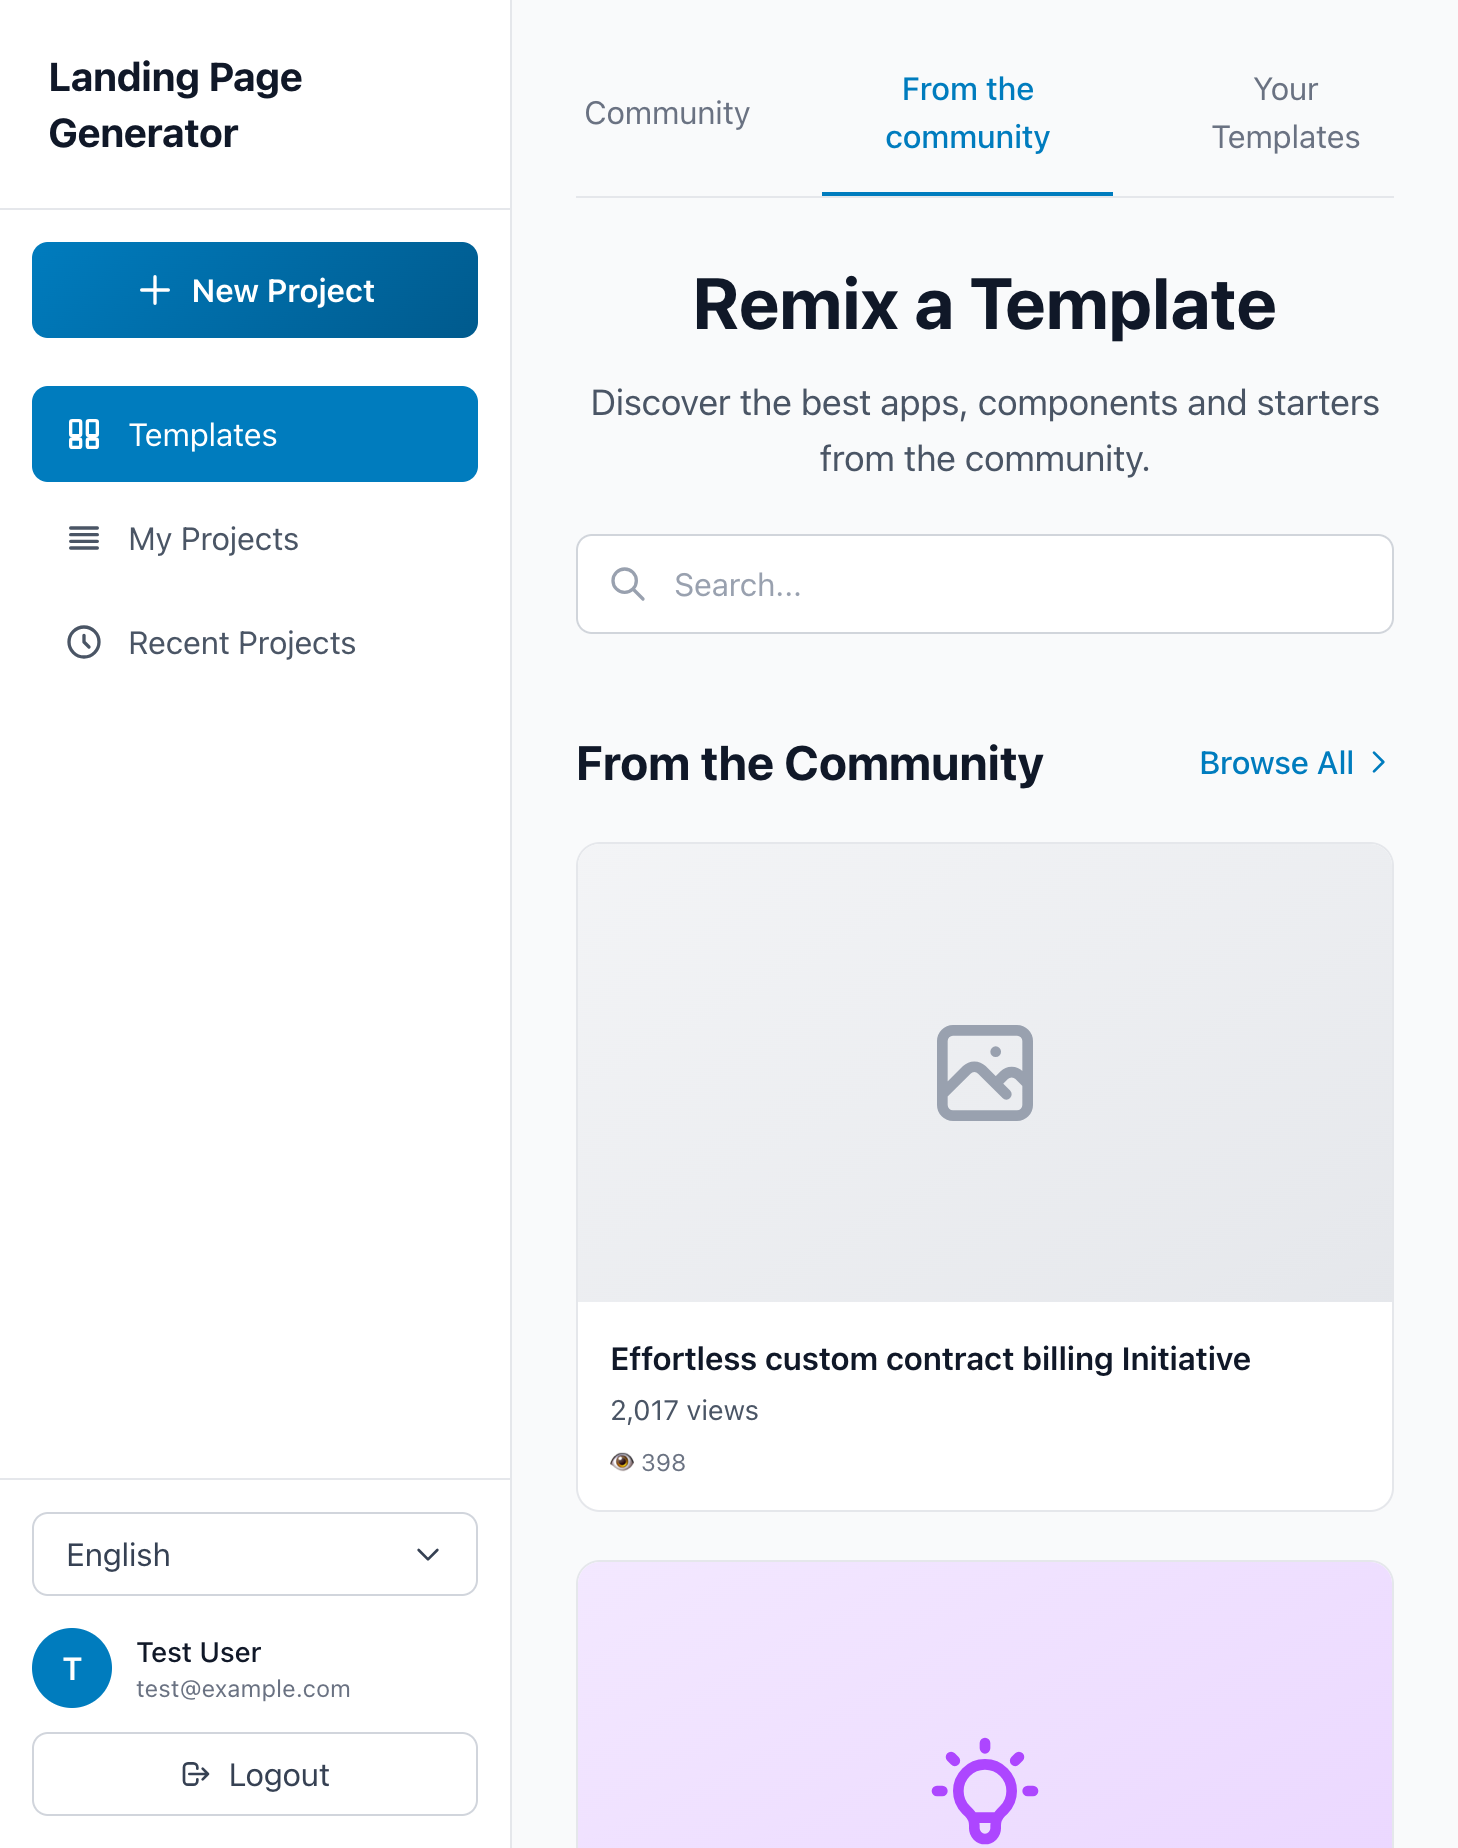 Landing Page
Generator
New Project
Templates
My Projects
Recent Projects
English
T
Test User
test@example.com
Logout
Community
From the
community
Your
Templates
Remix a Template
Discover the best apps, components and starters
from the community.
Search...
From the Community
Browse All
Effortless custom contract billing Initiative
2,017 views
👁️ 398